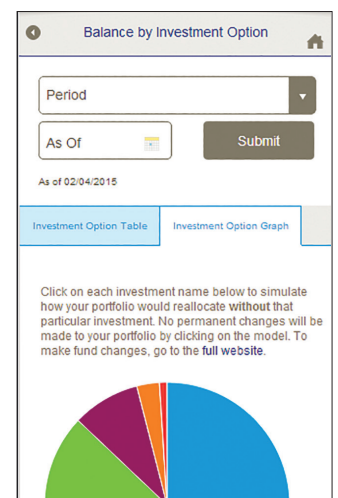 Balance by Investment Option
Period
As Of
Submit
As of 02/04/2015
Investment Option Table
Investment Option Graph
Click on each investment name below to simulate
how your portfolio would reallocate without that
particular investment. No permanent changes will be
made to your portfolio by clicking on the model. To
make fund changes, go to the full website.